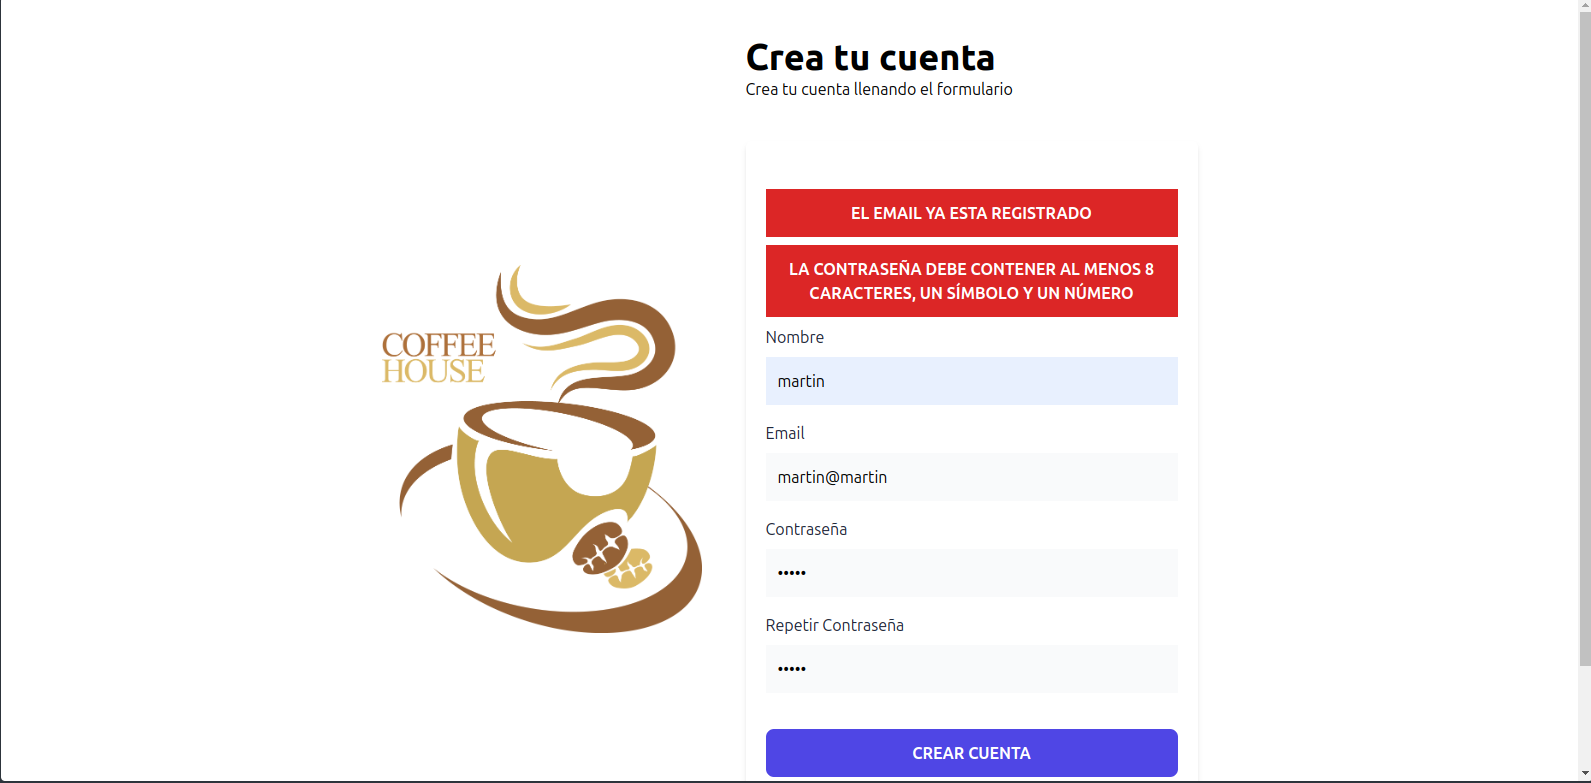 Crea tu cuenta
Crea tu cuenta llenando el formulario
COFFEE
HOUSE
EL EMAIL YA ESTA REGISTRADO
LA CONTRASEÑA DEBE CONTENER AL MENOS 8
CARACTERES, UN SÍMBOLO Y UN NÚMERO
Nombre
martin
Email
martin@martin
Contraseña
•••••
Repetir Contraseña
•••••
CREAR CUENTA